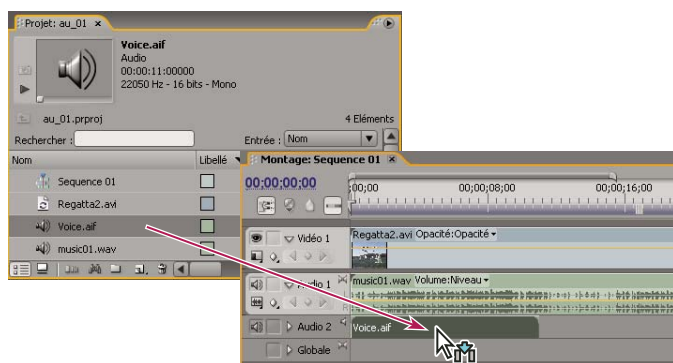 Projet: au_01 ×
Voice.aif
Audio
00:00:11:00000
22050 Hz - 16 bits - Mono
au_01.prproj
4 Eléments
Rechercher :
Entrée : Nom
Nom
Libellé
Sequence 01
Regatta2.avi
Voice.aif
music01.wav
Montage: Sequence 01 ×
00;00;00;00
;00;00
00;00;08;00
00;00;16;00
Vidéo 1
Regatta2.avi Opacité:Opacité
Audio 1
music01.wav Volume:Niveau
L
R
Audio 2
Voice.aif
Globale